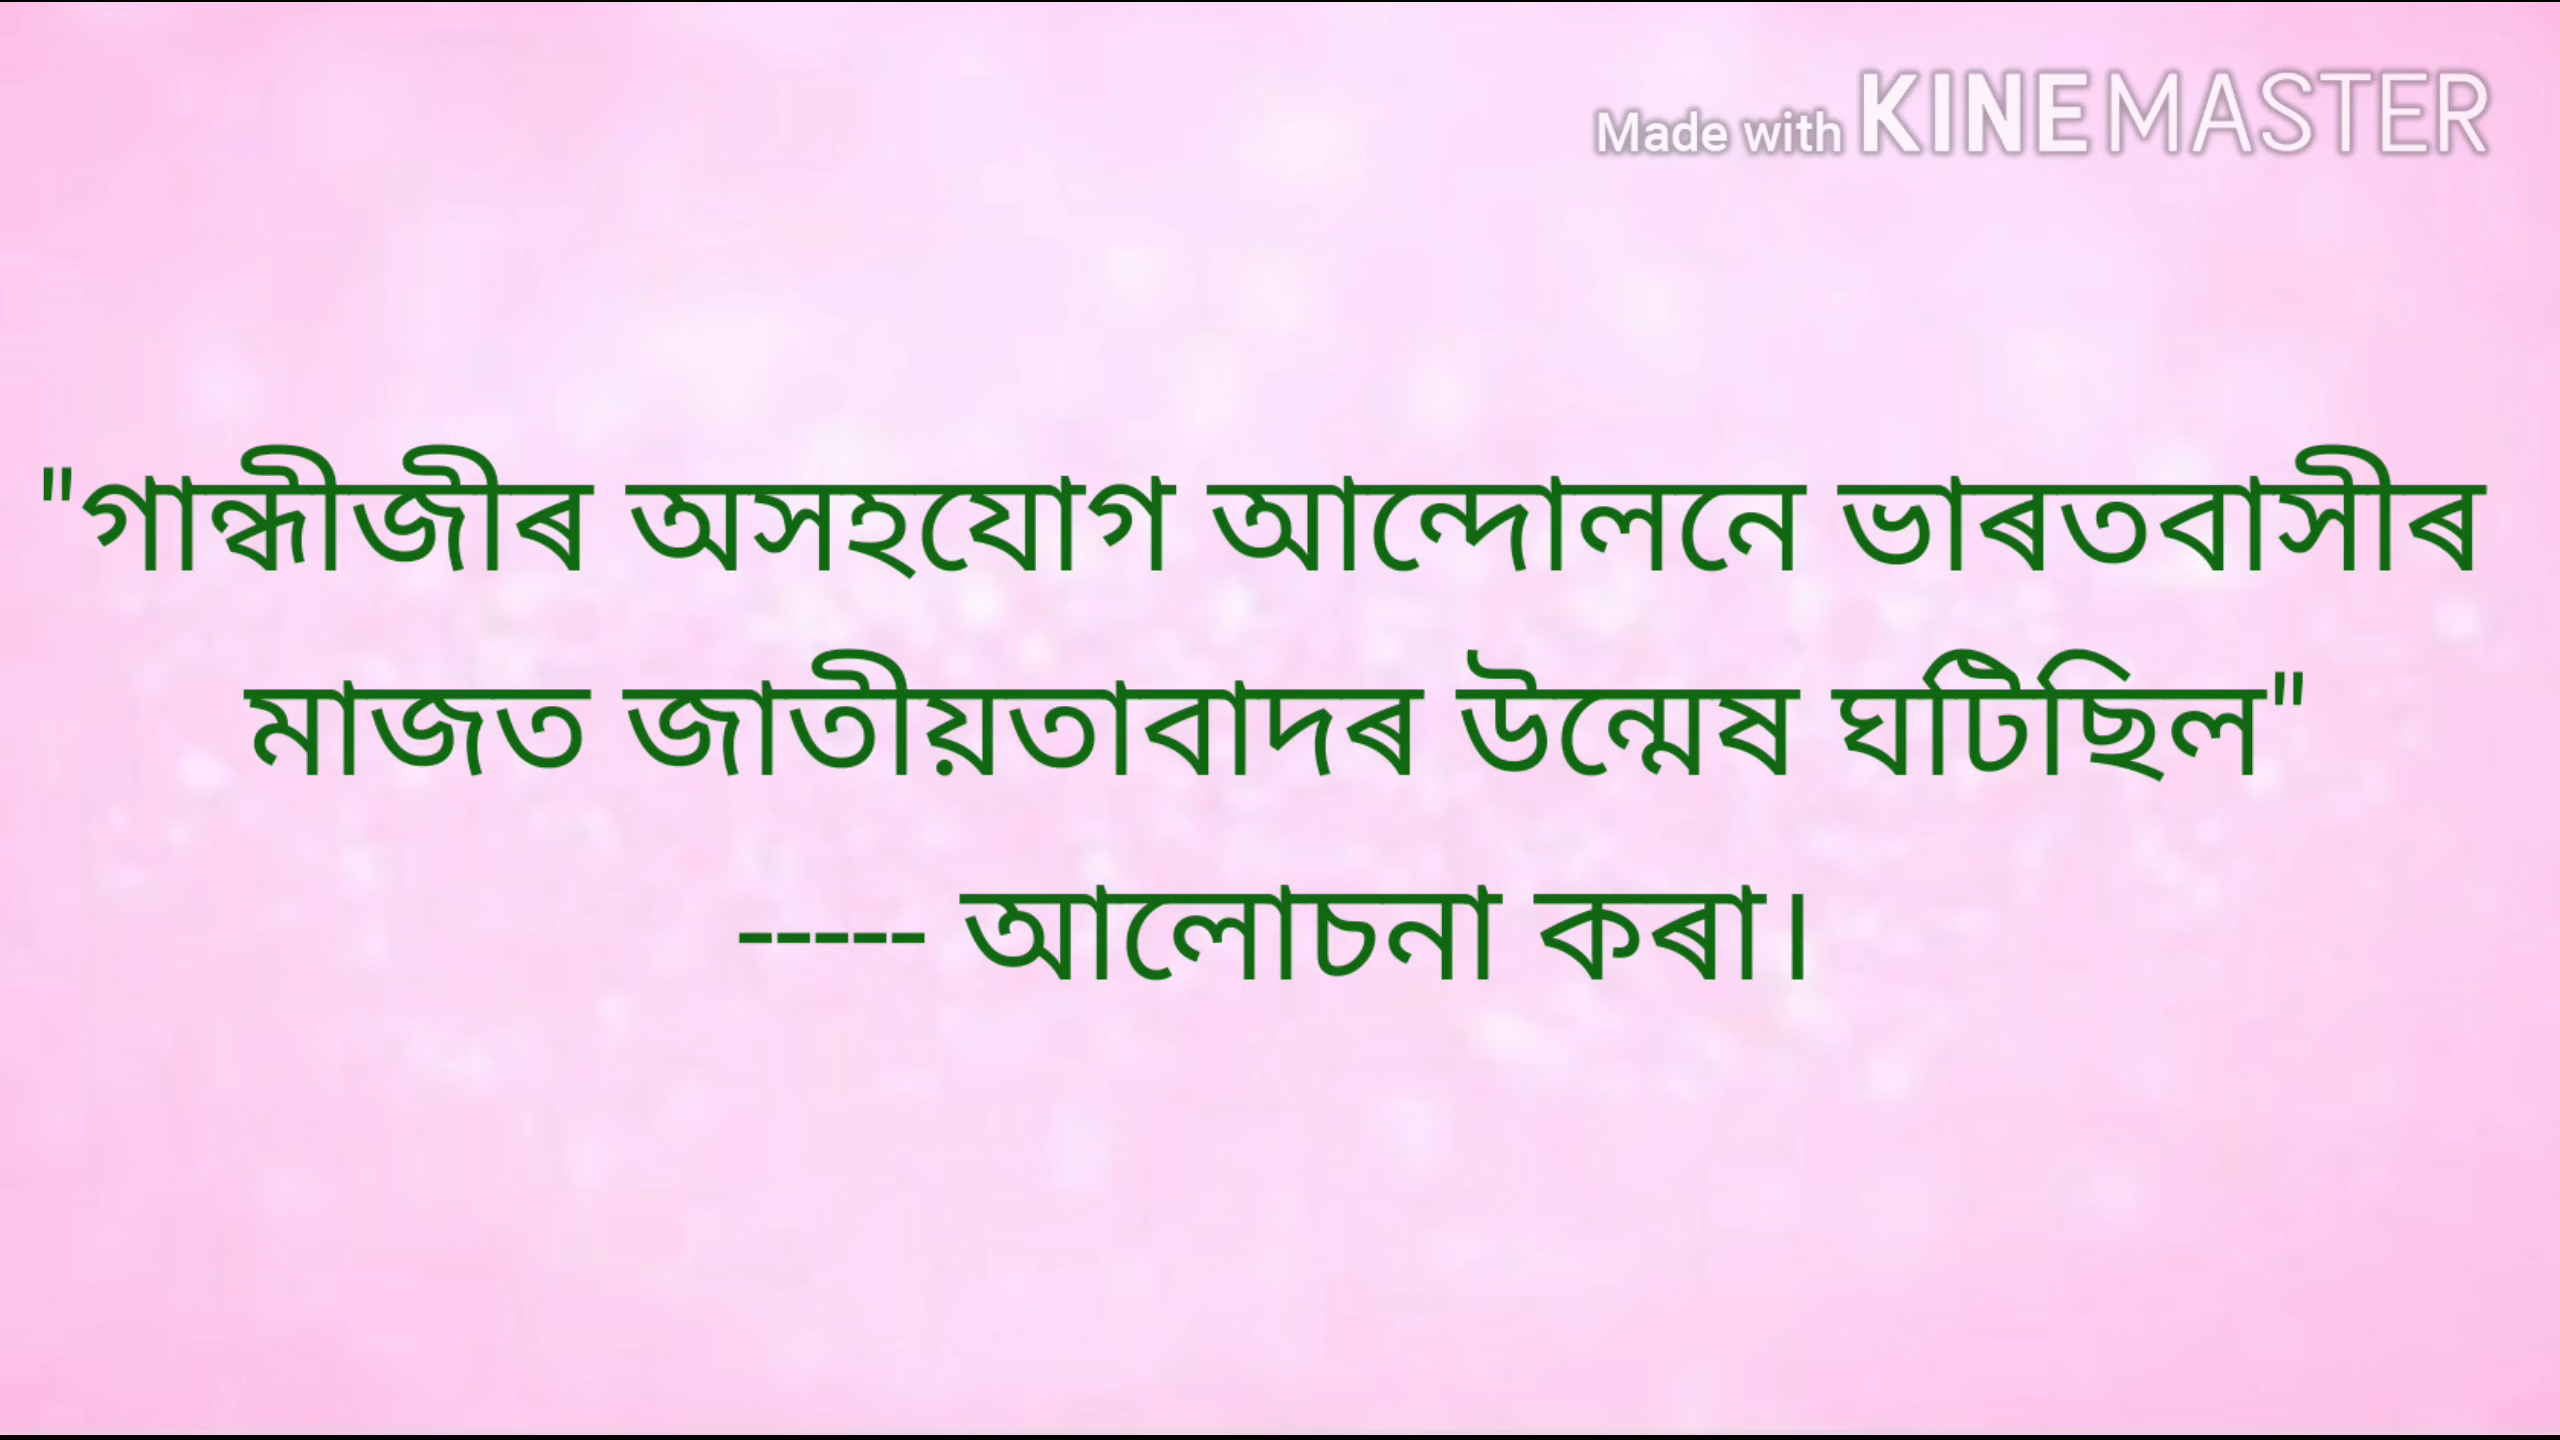 Made with KINEMASTER
"গান্ধীজীৰ অসহযোগ আন্দোলনে ভাৰতবাসীৰ
মাজত জাতীয়তাবাদৰ উন্মেষ ঘটিছিল"
----- আলোচনা কৰা।